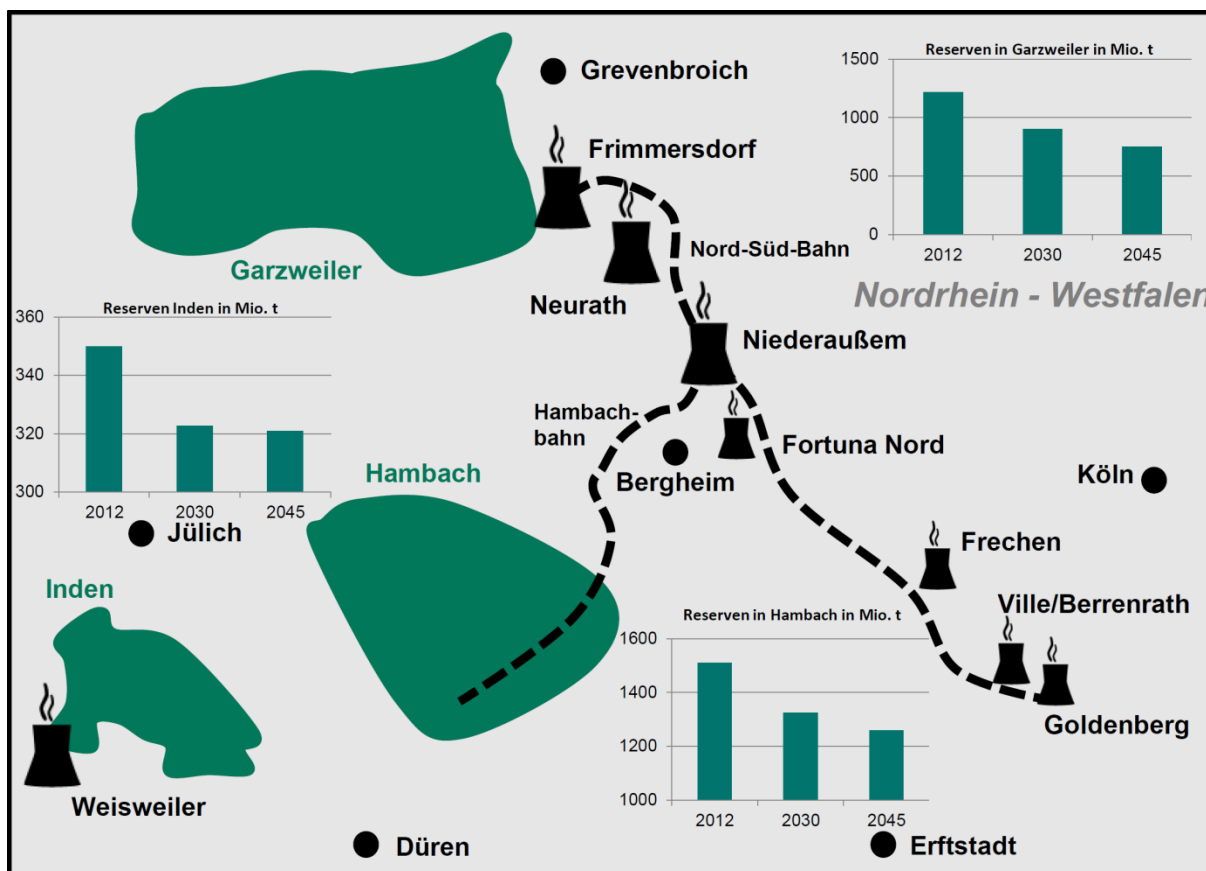 Grevenbroich
Frimmersdorf
Garzweiler
Neurath
Nord-Süd-Bahn
Reserven in Garzweiler in Mio. t
1500
1000
500
0
2012 2030 2045
Nordrhein - Westfalen
Reserven Inden in Mio. t
360
340
320
300
2012 2030 2045
Jülich
Niederaußem
Hambach-
bahn
Bergheim
Fortuna Nord
Köln
Hambach
Frechen
Inden
Ville/Berrenrath
Goldenberg
Weisweiler
Reserven in Hambach in Mio. t
1600
1400
1200
1000
2012 2030 2045
Düren
Erftstadt